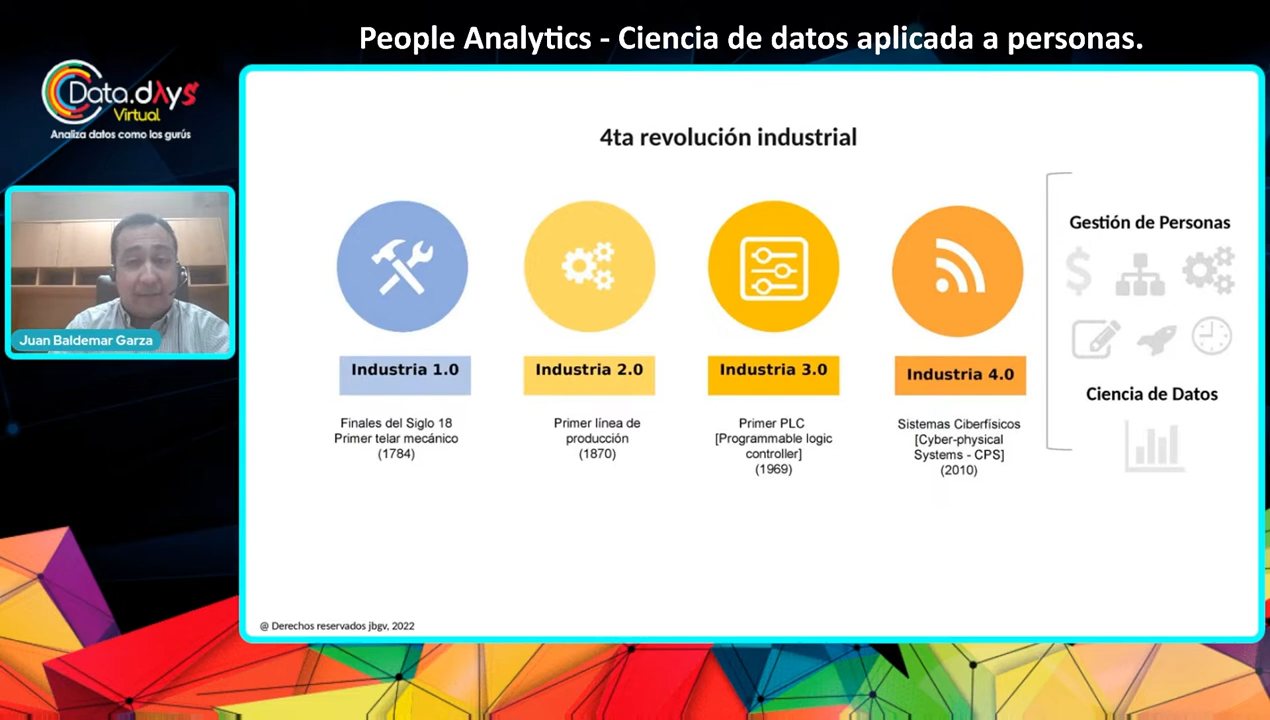 People Analytics - Ciencia de datos aplicada a personas.
Data.dλys
Virtual
Analiza datos como los gurús
Juan Baldemar Garza
4ta revolución industrial
Industria 1.0
Finales del Siglo 18
Primer telar mecánico
(1784)
Industria 2.0
Primer línea de
producción
(1870)
Industria 3.0
Primer PLC
[Programmable logic
controller]
(1969)
Industria 4.0
Sistemas Ciberfísicos
[Cyber-physical
Systems - CPS]
(2010)
Gestión de Personas
$
Ciencia de Datos
@ Derechos reservados jbgv, 2022